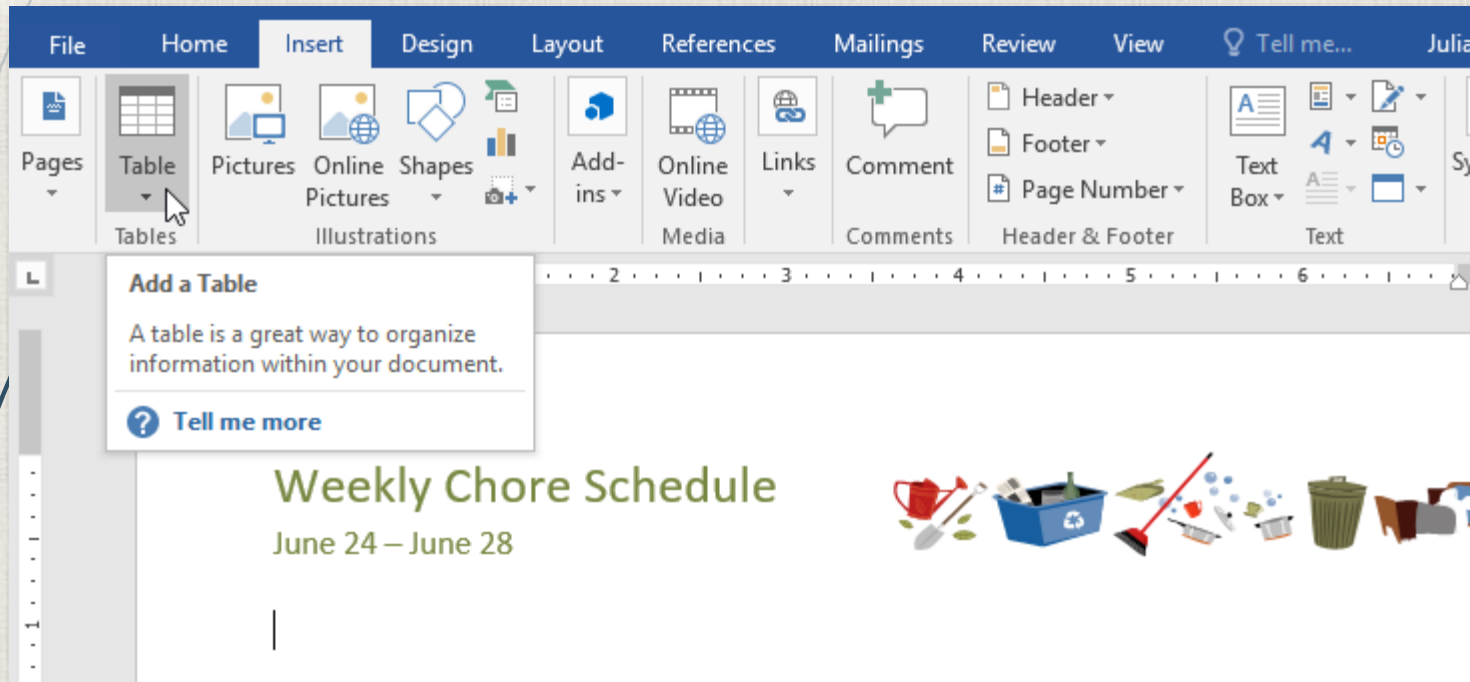 File Home Insert Design Layout References Mailings Review View Tell me... Julia
Pages
Table
Pictures
Online
Pictures
Shapes
Add-
ins
Online
Video
Links
Comment
Header
Footer
Page Number
Text
Box
Sy
Tables Illustrations Media Comments Header & Footer Text
L 2 3 4 5 6
Add a Table
A table is a great way to organize
information within your document.
? Tell me more
Weekly Chore Schedule
June 24 – June 28
1